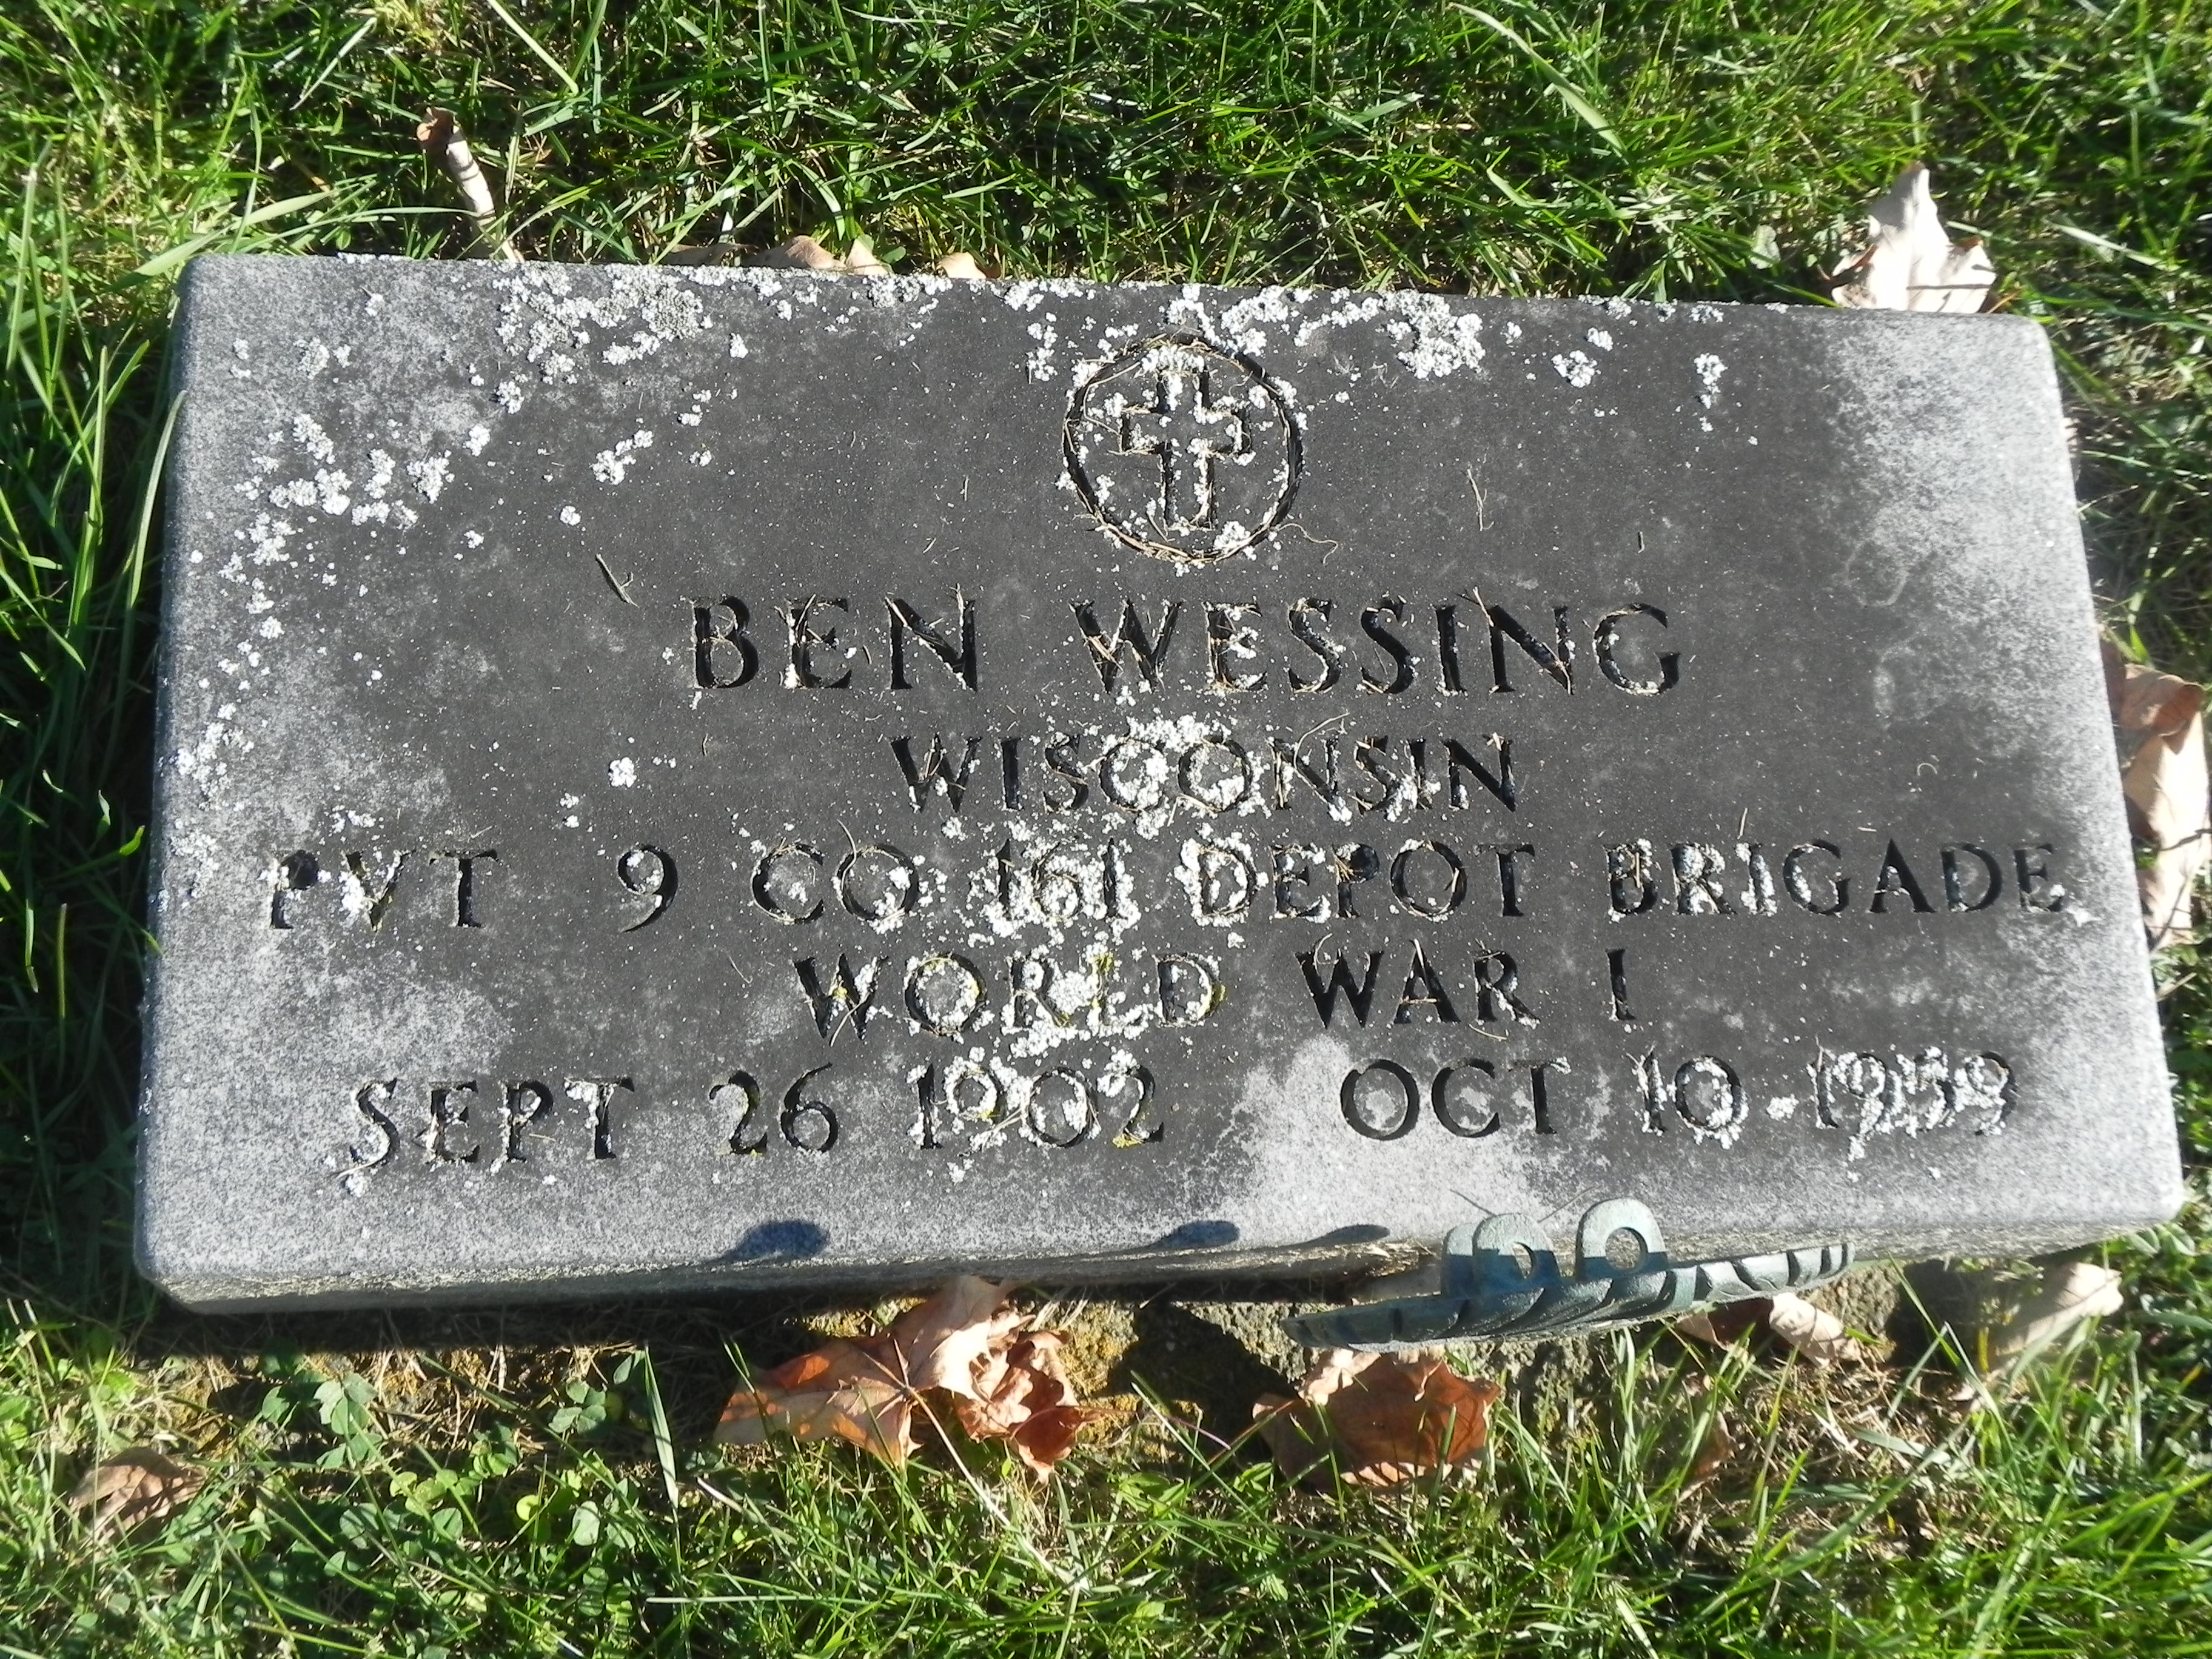 BEN WESSING
WISCONSIN
PVT 9 CO 161 DEPOT BRIGADE
WORLD WAR I
SEPT 26 1902 OCT 10 1959